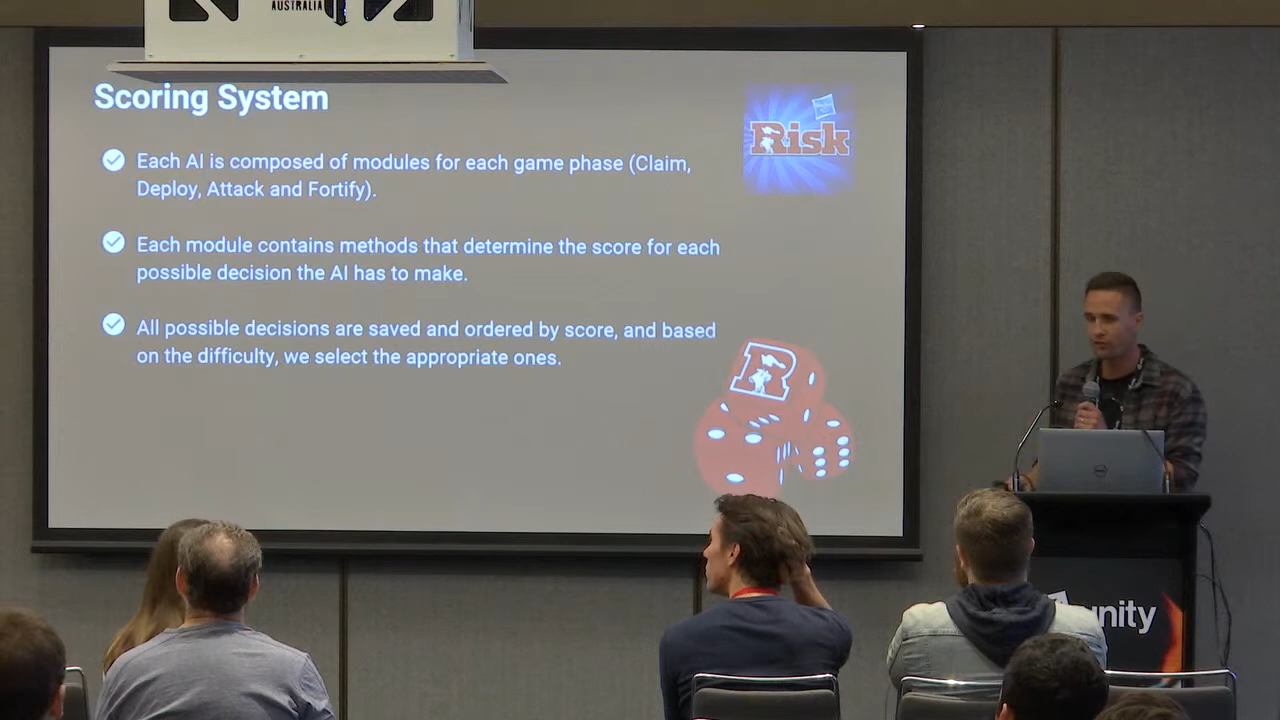 AUSTRALIA
Scoring System
Risk
Each AI is composed of modules for each game phase (Claim,
Deploy, Attack and Fortify).
Each module contains methods that determine the score for each
possible decision the AI has to make.
All possible decisions are saved and ordered by score, and based
on the difficulty, we select the appropriate ones.
R
DELL
unity